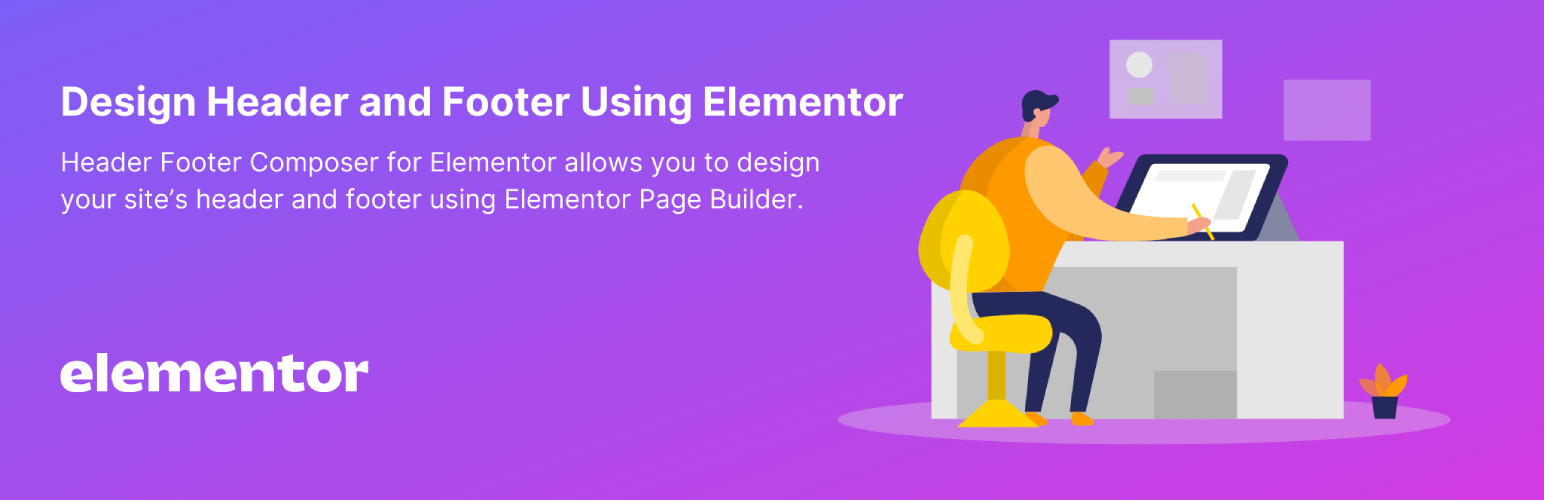 Design Header and Footer Using Elementor
Header Footer Composer for Elementor allows you to design
your site’s header and footer using Elementor Page Builder.
elementor